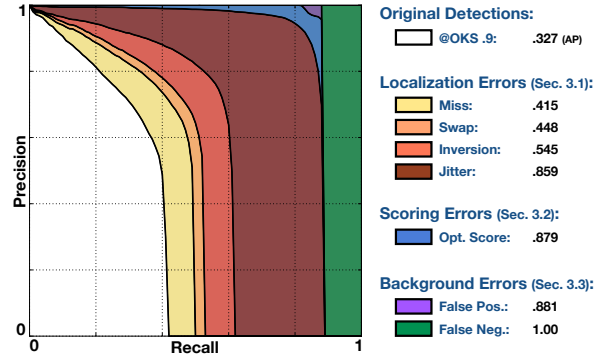 1
Precision
0
Recall
1
Original Detections:
@OKS .9: .327 (AP)
Localization Errors (Sec. 3.1):
Miss: .415
Swap: .448
Inversion: .545
Jitter: .859
Scoring Errors (Sec. 3.2):
Opt. Score: .879
Background Errors (Sec. 3.3):
False Pos.: .881
False Neg.: 1.00